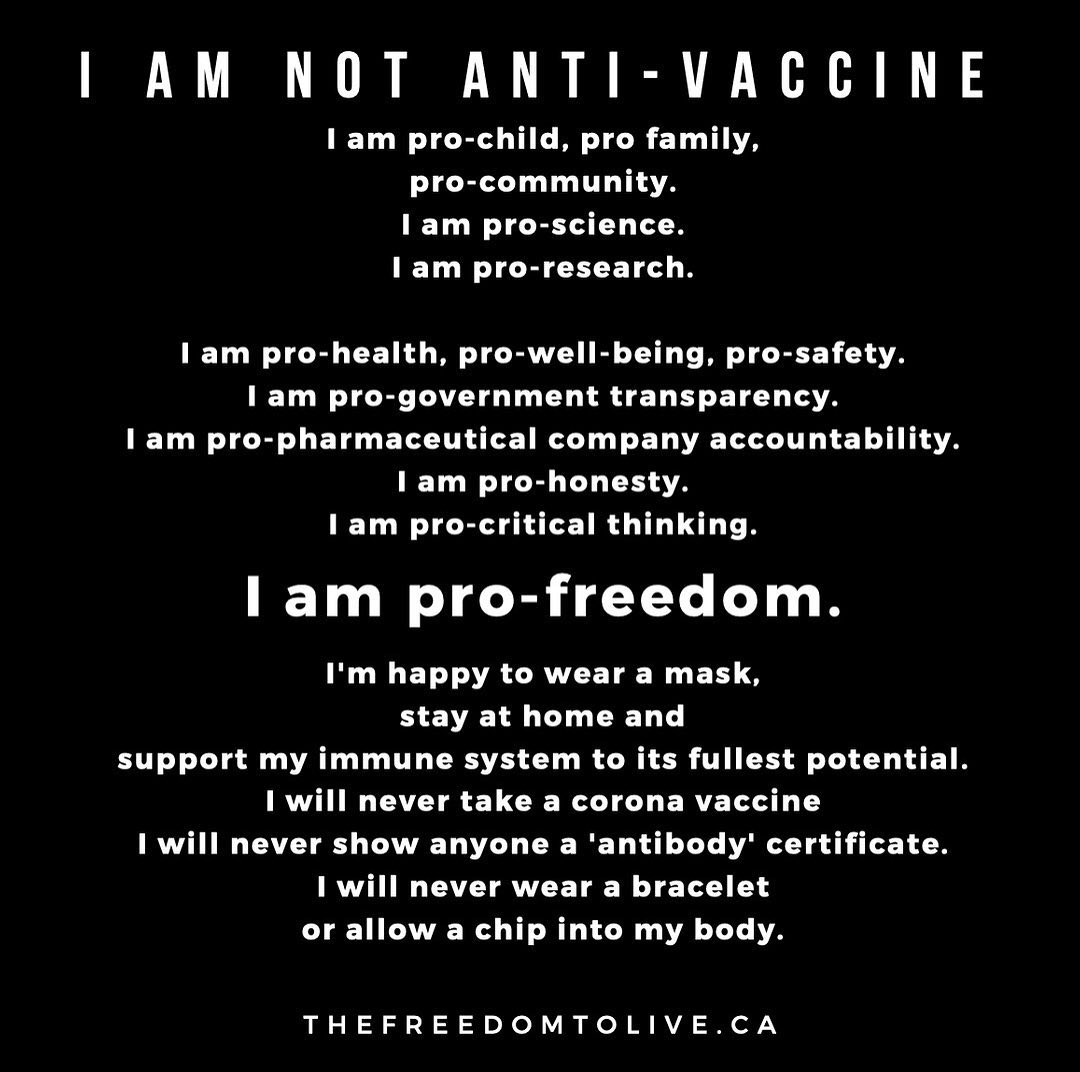 I AM NOT ANTI-VACCINE
I am pro-child, pro family,
pro-community.
I am pro-science.
I am pro-research.
I am pro-health, pro-well-being, pro-safety.
I am pro-government transparency.
I am pro-pharmaceutical company accountability.
I am pro-honesty.
I am pro-critical thinking.
I am pro-freedom.
I'm happy to wear a mask,
stay at home and
support my immune system to its fullest potential.
I will never take a corona vaccine
I will never show anyone a 'antibody' certificate.
I will never wear a bracelet
or allow a chip into my body.
THEFREEDOMTOLIVE.CA